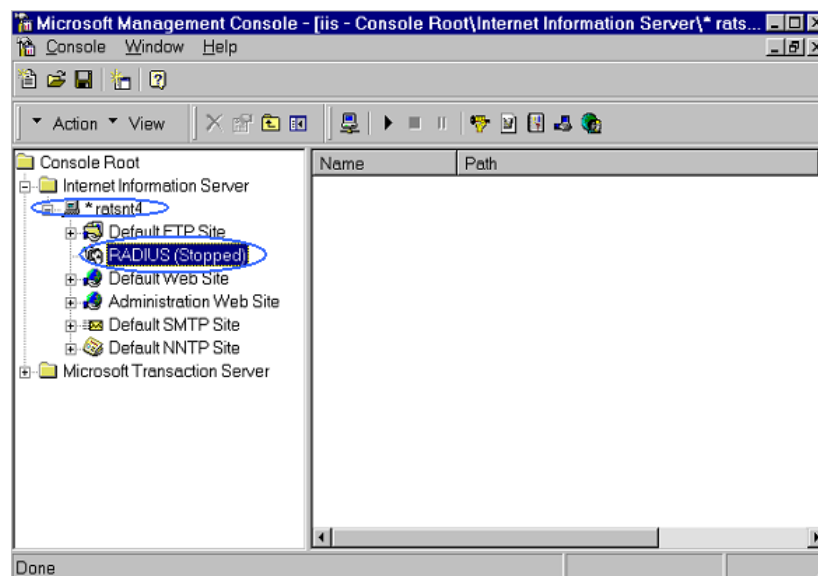 Microsoft Management Console - [iis - Console Root\Internet Information Server\* rats...
Console Window Help
Action View
Console Root
Internet Information Server
* ratsnt4
Default FTP Site
RADIUS (Stopped)
Default Web Site
Administration Web Site
Default SMTP Site
Default NNTP Site
Microsoft Transaction Server
Name Path
Done